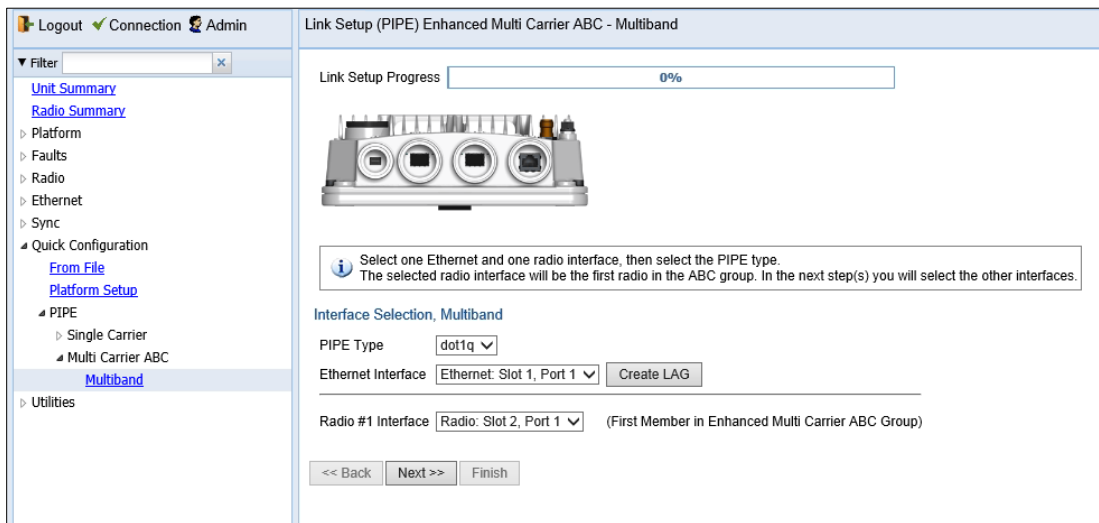 Logout Connection Admin
Filter
Unit Summary
Radio Summary
Platform
Faults
Radio
Ethernet
Sync
Quick Configuration
From File
Platform Setup
PIPE
Single Carrier
Multi Carrier ABC
Multiband
Utilities
Link Setup (PIPE) Enhanced Multi Carrier ABC - Multiband
Link Setup Progress 0%
Select one Ethernet and one radio interface, then select the PIPE type.
The selected radio interface will be the first radio in the ABC group. In the next step(s) you will select the other interfaces.
Interface Selection, Multiband
PIPE Type dot1q
Ethernet Interface Ethernet: Slot 1, Port 1 Create LAG
Radio #1 Interface Radio: Slot 2, Port 1 (First Member in Enhanced Multi Carrier ABC Group)
<< Back Next >> Finish